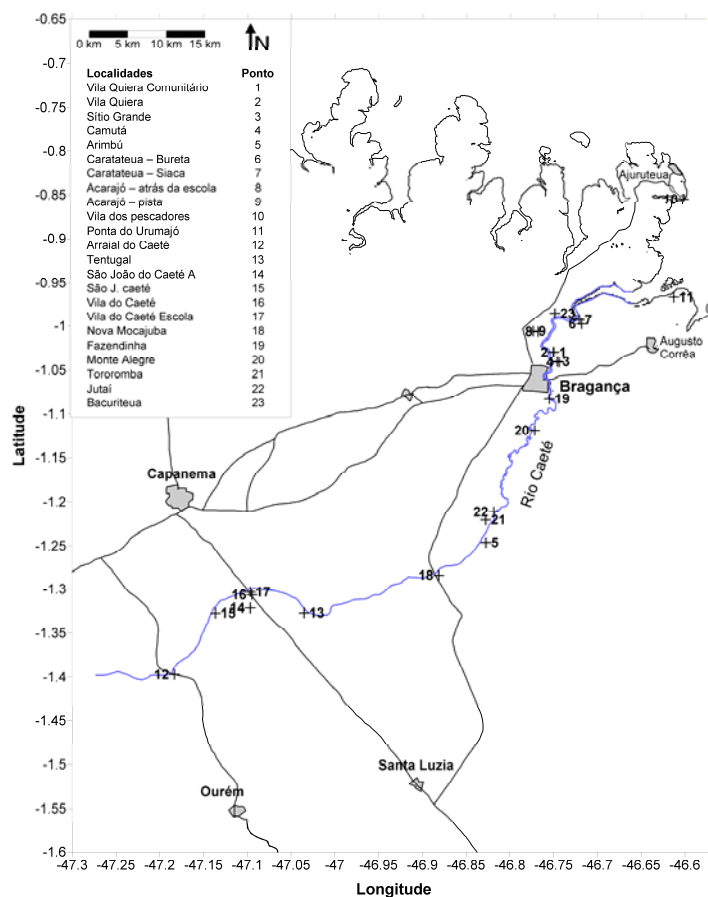 -0.65
-0.7
-0.75
-0.8
-0.85
-0.9
-0.95
-1
-1.05
-1.1
-1.15
-1.2
-1.25
-1.3
-1.35
-1.4
-1.45
-1.5
-1.55
-1.6
Latitude
0 km 5 km 10 km 15 km
N
Localidades Ponto
Vila Quiera Comunitário 1
Vila Quiera 2
Sítio Grande 3
Camutá 4
Arimbú 5
Caratateua – Bureta 6
Caratateua – Siaca 7
Acarajó – atrás da escola 8
Acarajó – pista 9
Vila dos pescadores 10
Ponta do Urumajó 11
Arraial do Caeté 12
Tentugal 13
São João do Caeté A 14
São J. caeté 15
Vila do Caeté 16
Vila do Caeté Escola 17
Nova Mocajuba 18
Fazendinha 19
Monte Alegre 20
Tororomba 21
Jutaí 22
Bacuriteua 23
Ajuruteua
10
11
23
7
6
8 9
2 1
4 3
Augusto
Corrêa
Bragança
19
20
Rio Caeté
Capanema
22
21
5
18
16 17
14
15
13
12
Santa Luzia
Ourém
-47.3 -47.25 -47.2 -47.15 -47.1 -47.05 -47 -46.95 -46.9 -46.85 -46.8 -46.75 -46.7 -46.65 -46.6
Longitude